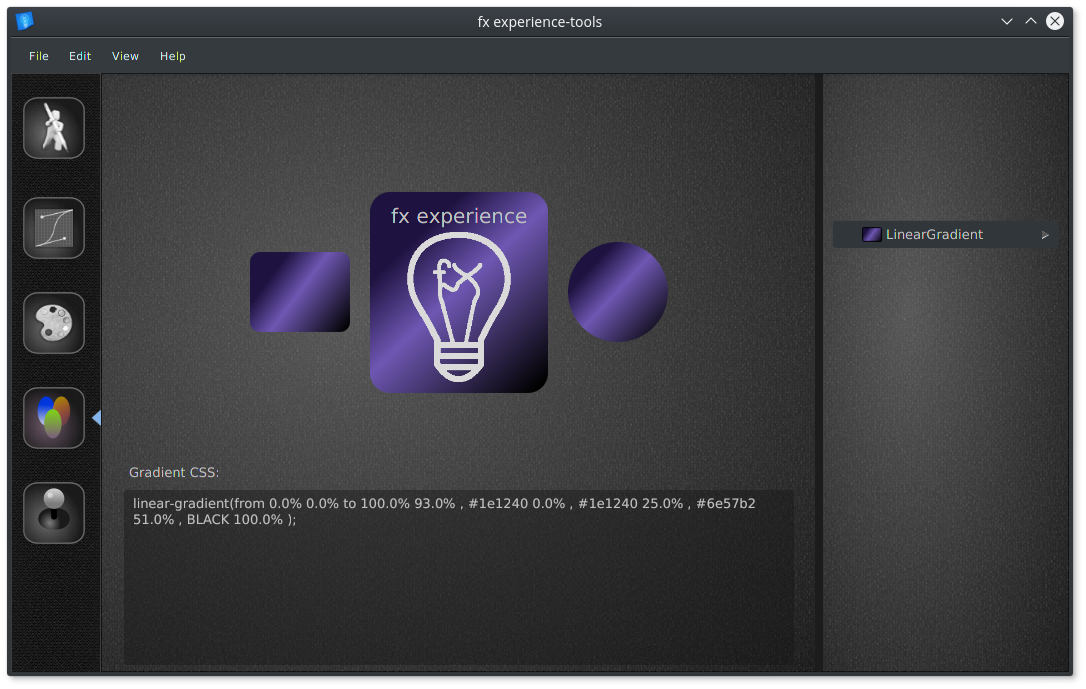 fx experience-tools
File Edit View Help
fx experience
fx
LinearGradient
Gradient CSS:
linear-gradient(from 0.0% 0.0% to 100.0% 93.0% , #1e1240 0.0% , #1e1240 25.0% , #6e57b2
51.0% , BLACK 100.0% );